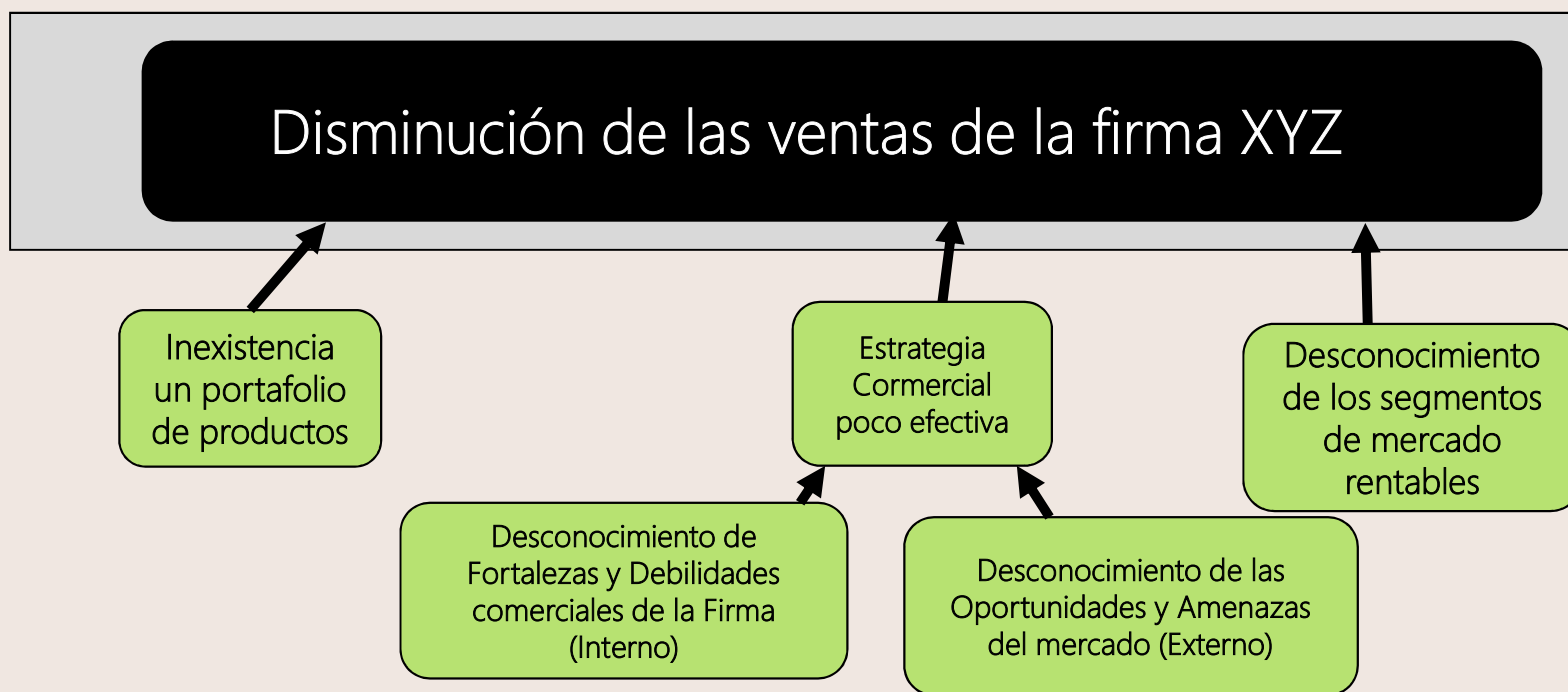 Disminución de las ventas de la firma XYZ
Inexistencia
un portafolio
de productos
Estrategia
Cormercial
poco efectiva
Desconocimiento
de los segmentos
de mercado
rentables
Desconocimiento de
Fortalezas y Debilidades
comerciales de la Firma
(Interno)
Desconocimiento de las
Oportunidades y Amenazas
del mercado (Externo)